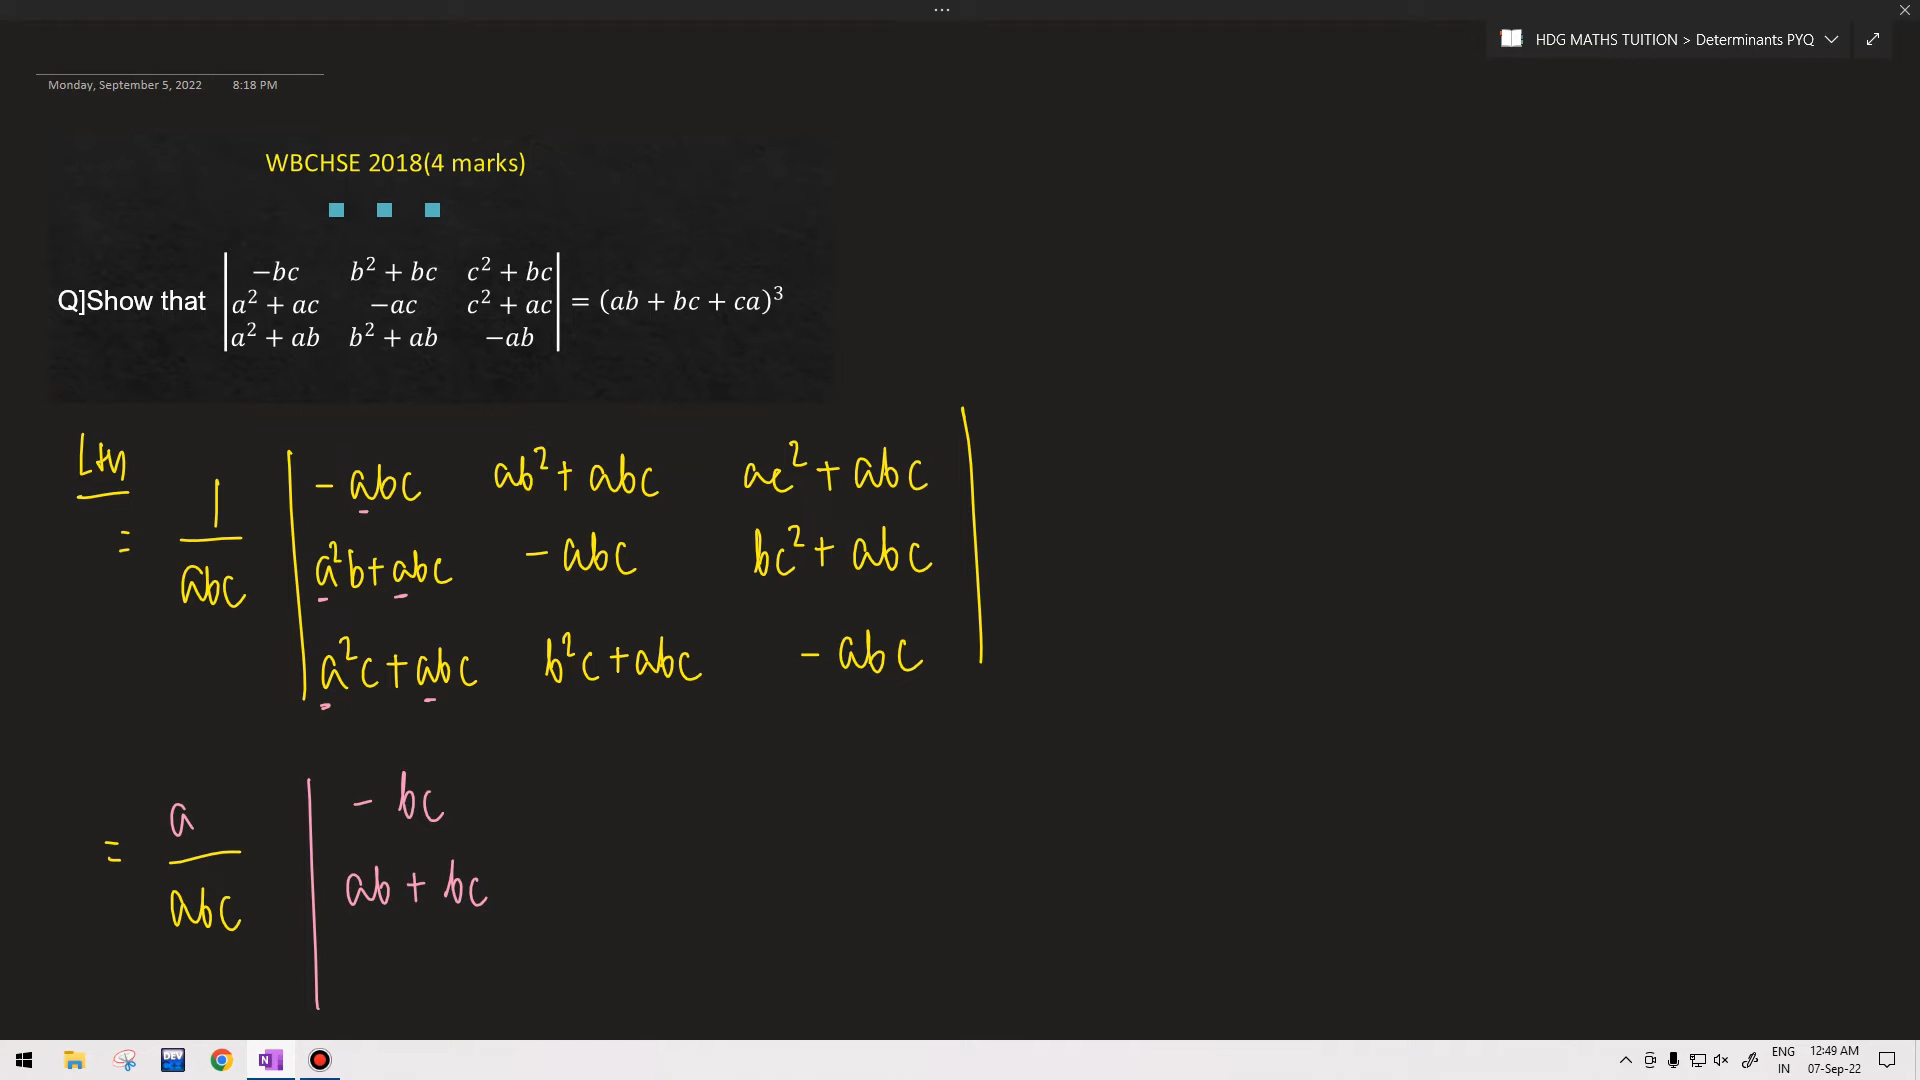 HDG MATHS TUITION > Determinants PYQ
Monday, September 5, 2022 8:18 PM
WBCHSE 2018(4 marks)
Q]Show that | −bc b² + bc c² + bc |
| a² + ac −ac c² + ac | = (ab + bc + ca)³
| a² + ab b² + ab −ab |
= 1/abc | - abc ab² + abc ac² + abc |
| a²b + abc - abc bc² + abc |
| a²c + abc b²c + abc - abc |
= a/abc | - bc
ab + bc
DEV
N
ENG
IN
12:49 AM
07-Sep-22